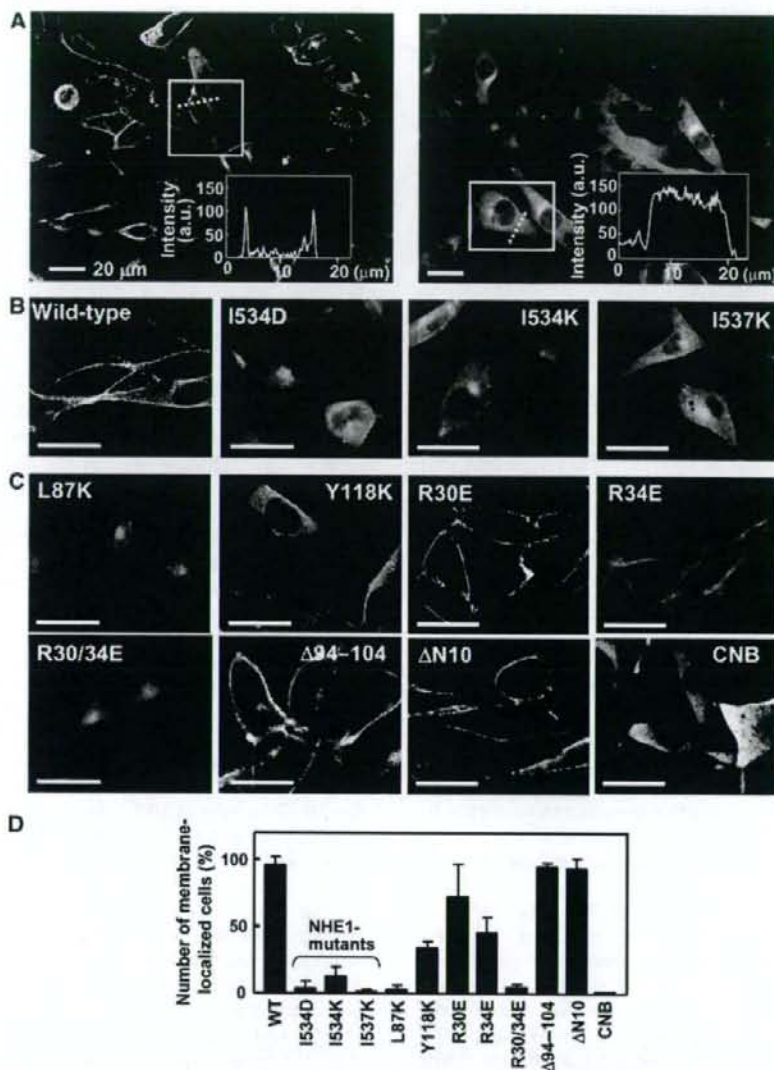 A
Intensity (a.u.)
150
100
50
0
0 10 20 (μm)
20 μm
Intensity (a.u.)
150
100
50
0
0 10 20 (μm)
B
Wild-type
I534D
I534K
I537K
C
L87K
Y118K
R30E
R34E
R30/34E
Δ94–104
ΔN10
CNB
D
Number of membrane-
localized cells (%)
100
50
0
NHE1-
mutants
WT
I534D
I534K
I537K
L87K
Y118K
R30E
R34E
R30/34E
Δ94–104
ΔN10
CNB